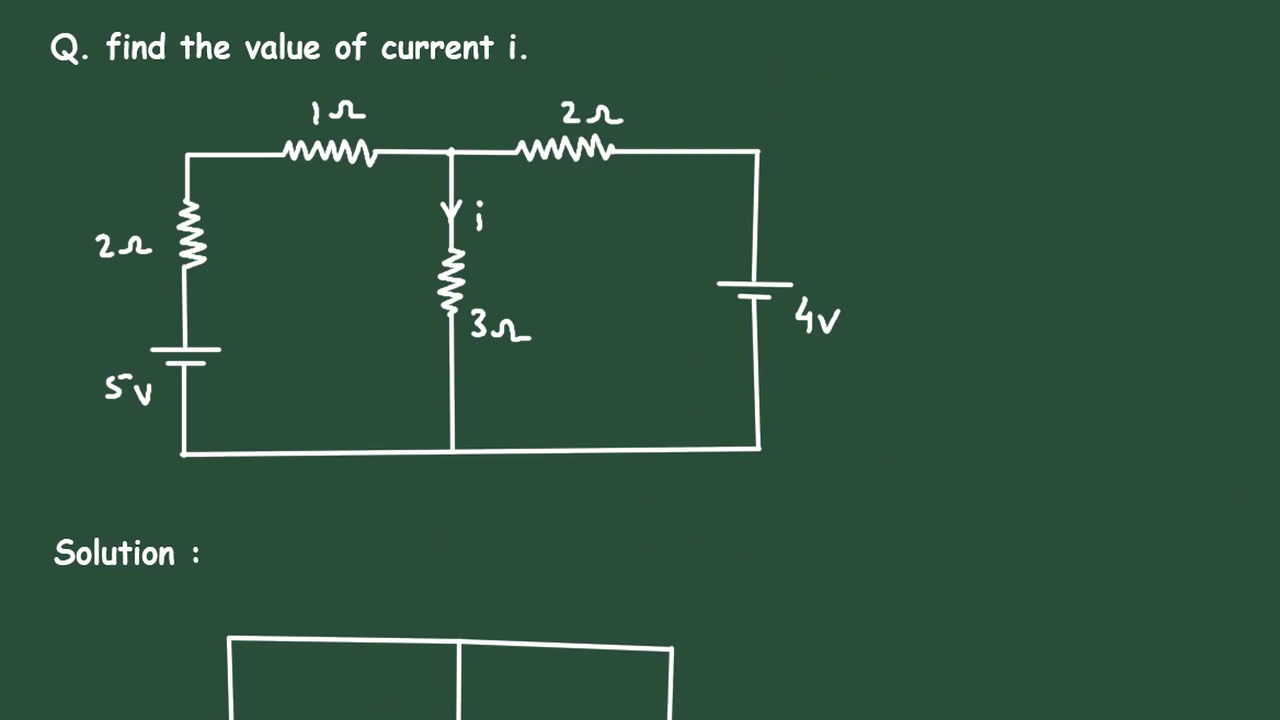 Q. find the value of current i.
1Ω
2Ω
i
2Ω
3Ω
4v
5v
Solution :